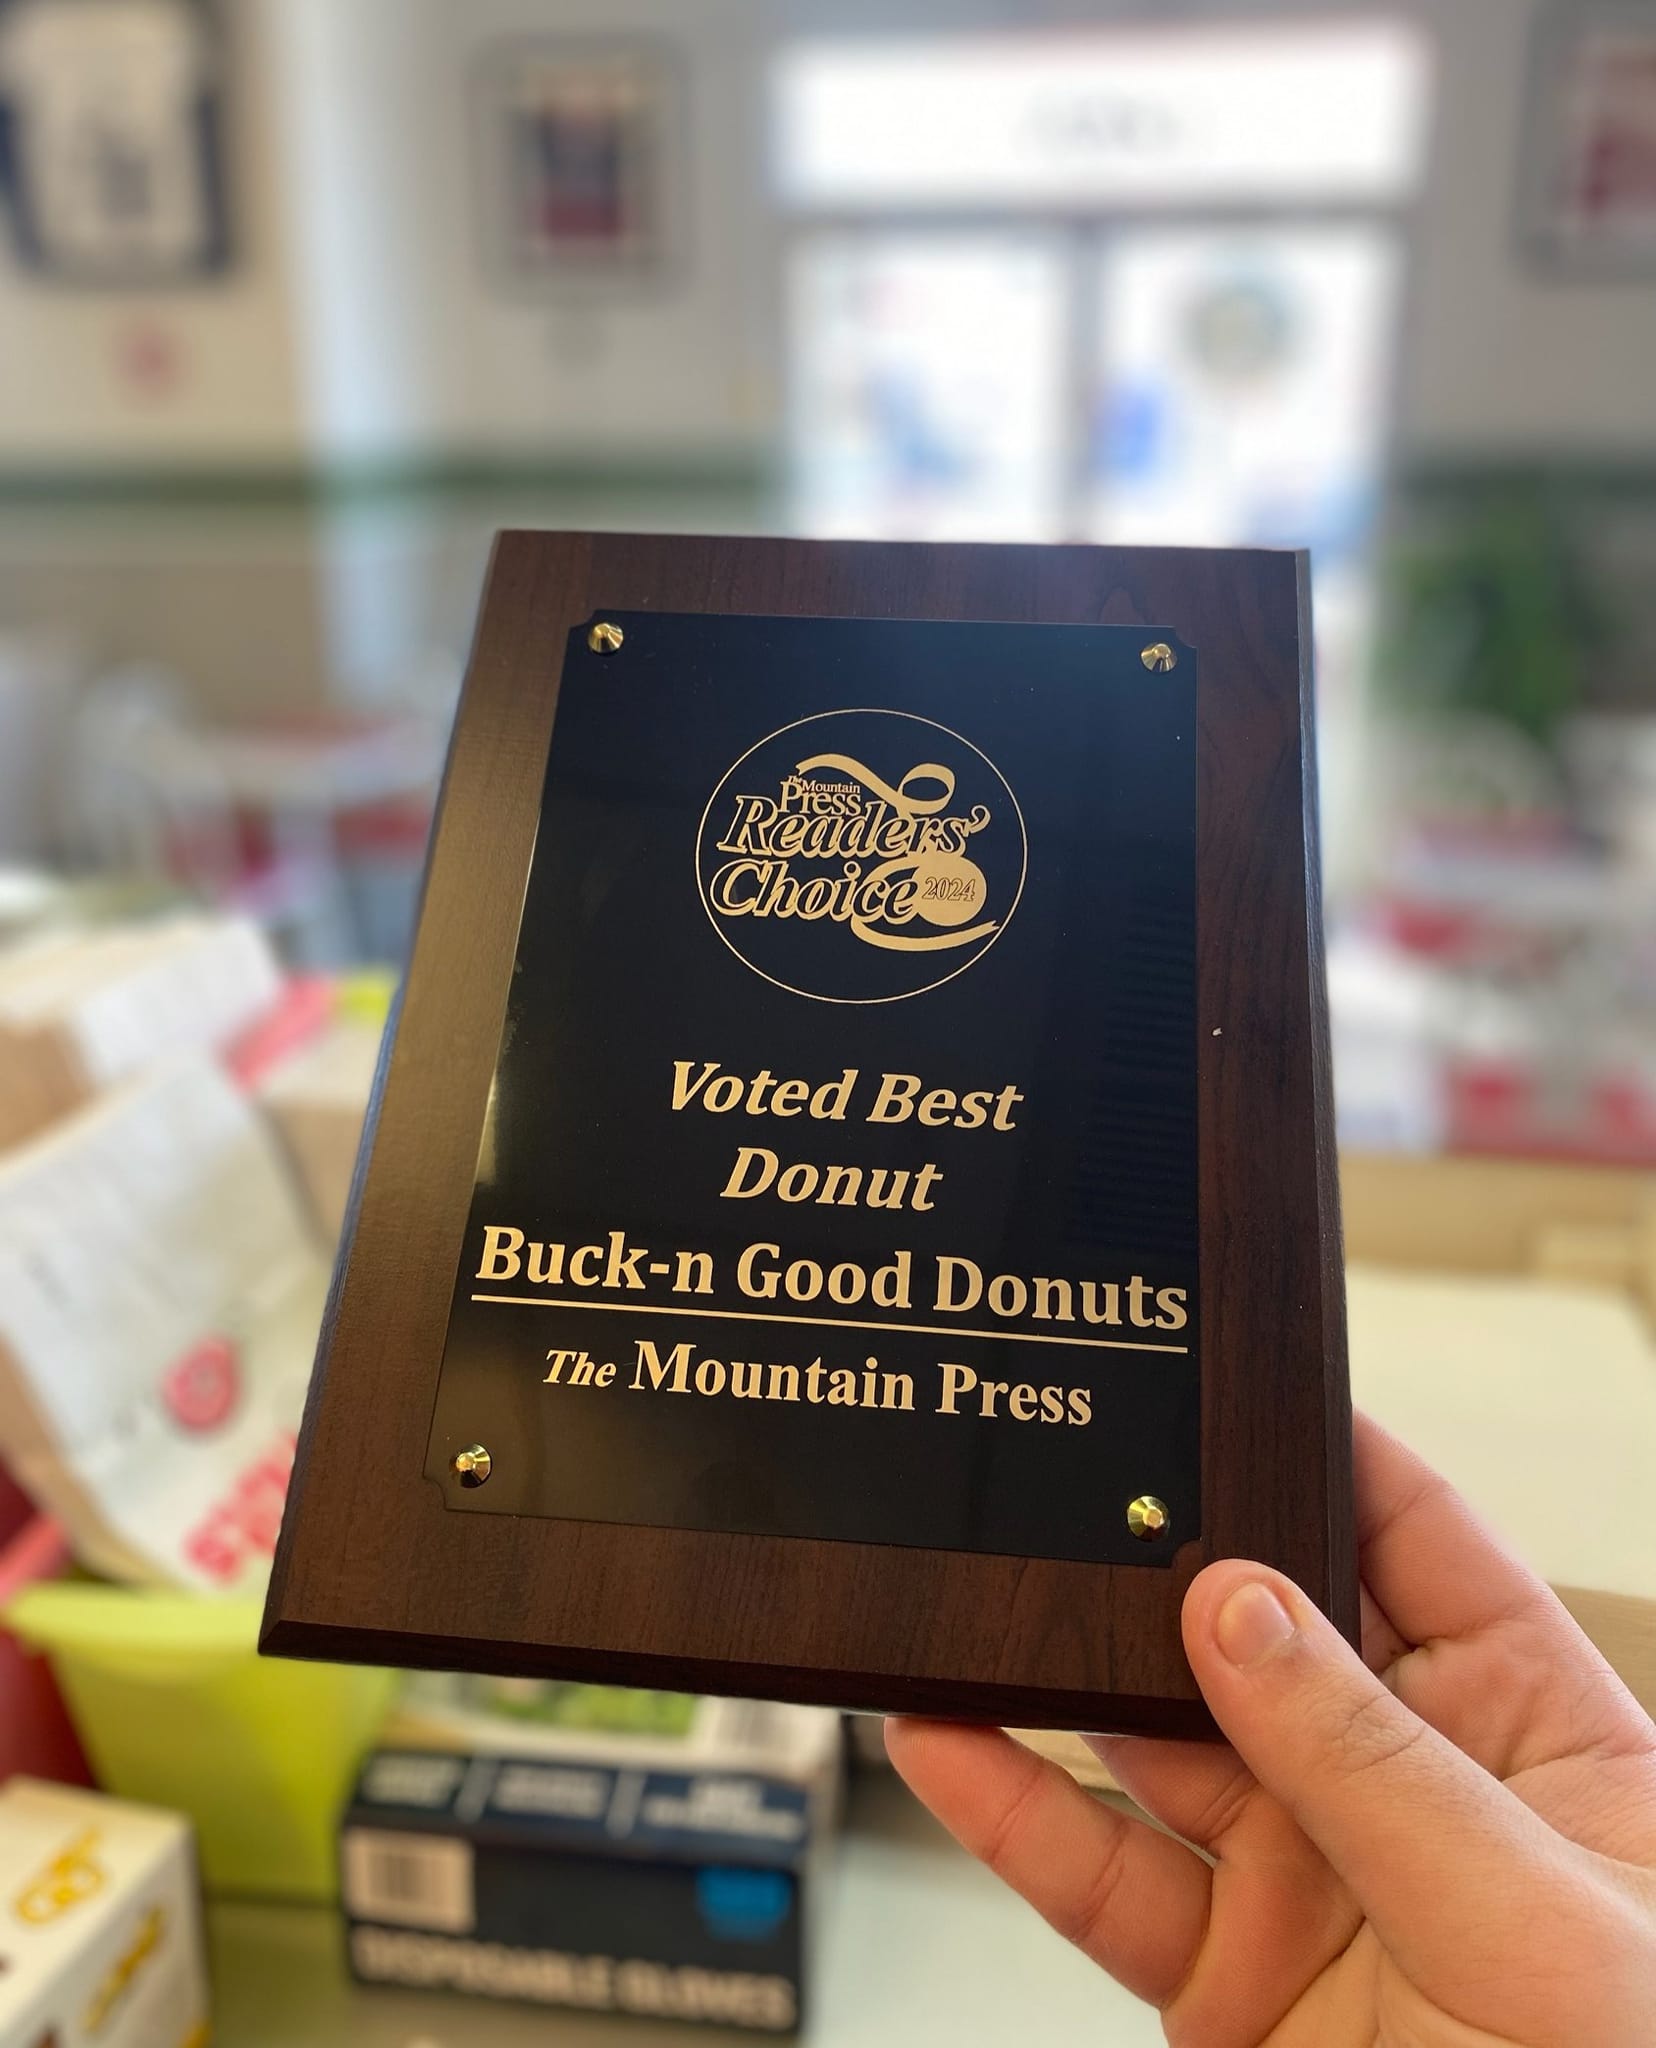 The Mountain
Press
Readers'
Choice 2024
Voted Best
Donut
Buck-n Good Donuts
The Mountain Press
DISPOSABLE GLOVES